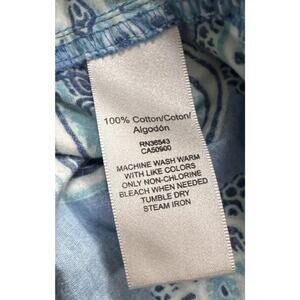 100% Cotton/Coton/
Algodón
RN36543
CA50900
MACHINE WASH WARM
WITH LIKE COLORS
ONLY NON-CHLORINE
BLEACH WHEN NEEDED
TUMBLE DRY
STEAM IRON